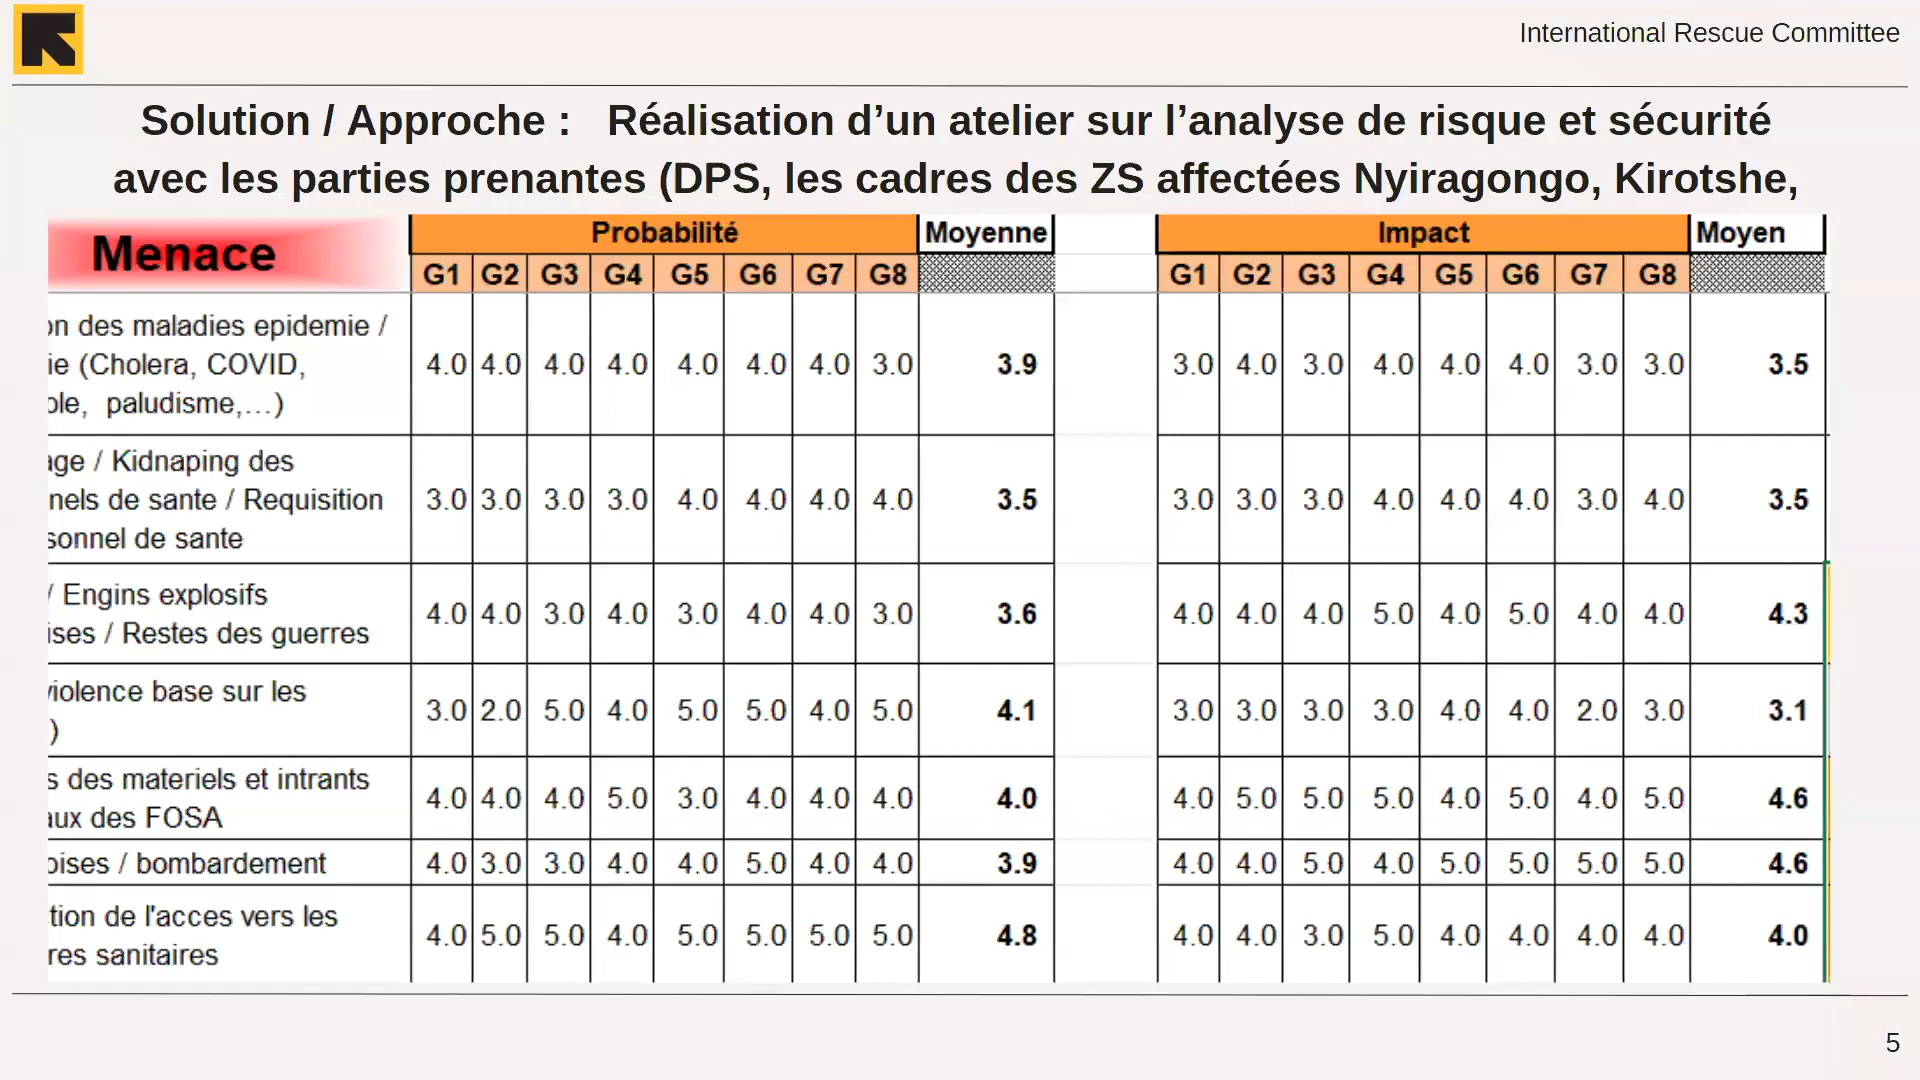 International Rescue Committee
Solution / Approche : Réalisation d’un atelier sur l’analyse de risque et sécurité
avec les parties prenantes (DPS, les cadres des ZS affectées Nyiragongo, Kirotshe,
Menace Probabilité Moyenne Impact Moyen
G1 G2 G3 G4 G5 G6 G7 G8 G1 G2 G3 G4 G5 G6 G7 G8
on des maladies epidemie /
ie (Cholera, COVID,
ole, paludisme,...)
4.0 4.0 4.0 4.0 4.0 4.0 4.0 3.0 3.9 3.0 4.0 3.0 4.0 4.0 4.0 3.0 3.0 3.5
age / Kidnaping des
nels de sante / Requisition
sonnel de sante
3.0 3.0 3.0 3.0 4.0 4.0 4.0 4.0 3.5 3.0 3.0 3.0 4.0 4.0 4.0 3.0 4.0 3.5
/ Engins explosifs
ises / Restes des guerres
4.0 4.0 3.0 4.0 3.0 4.0 4.0 3.0 3.6 4.0 4.0 4.0 5.0 4.0 5.0 4.0 4.0 4.3
violence base sur les
)
3.0 2.0 5.0 4.0 5.0 5.0 4.0 5.0 4.1 3.0 3.0 3.0 3.0 4.0 4.0 2.0 3.0 3.1
s des materiels et intrants
aux des FOSA
4.0 4.0 4.0 5.0 3.0 4.0 4.0 4.0 4.0 4.0 5.0 5.0 5.0 4.0 5.0 4.0 5.0 4.6
oises / bombardement 4.0 3.0 3.0 4.0 4.0 5.0 4.0 4.0 3.9 4.0 4.0 5.0 4.0 5.0 5.0 5.0 5.0 4.6
tion de l'acces vers les
res sanitaires
4.0 5.0 5.0 4.0 5.0 5.0 5.0 5.0 4.8 4.0 4.0 3.0 5.0 4.0 4.0 4.0 4.0 4.0
5